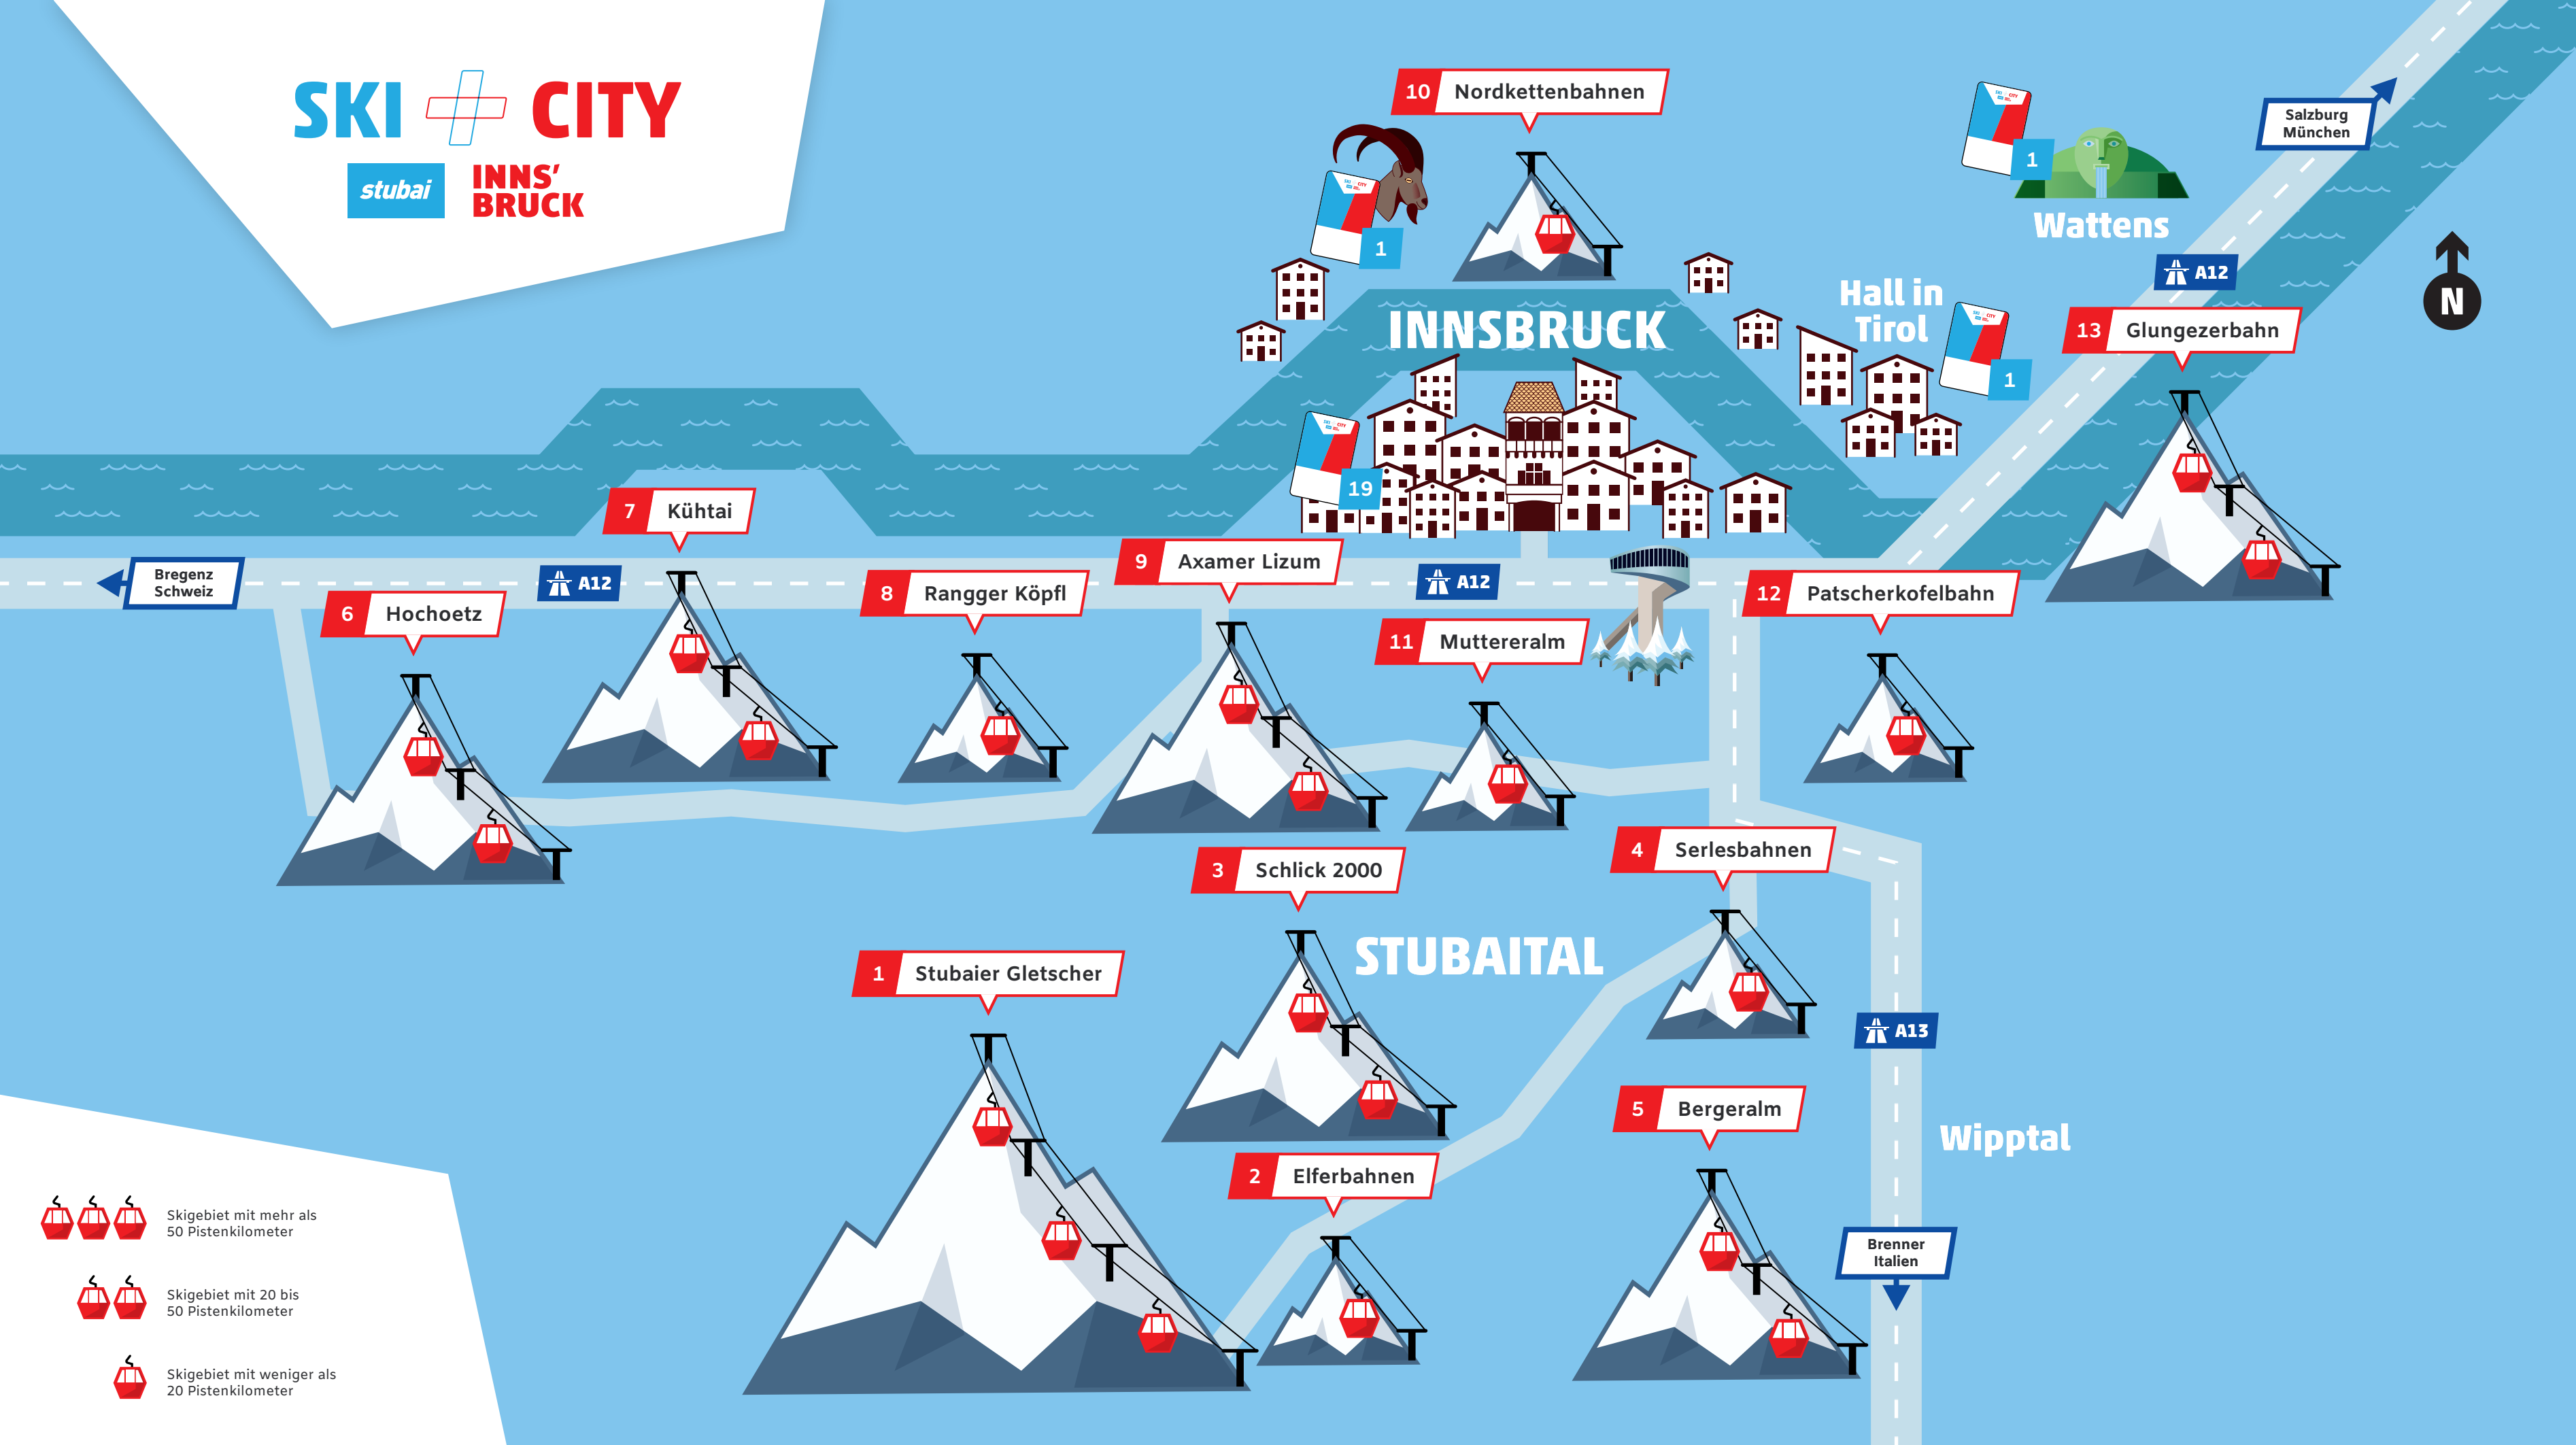 SKI CITY
stubai
INNS'
BRUCK
10 Nordkettenbahnen
1
INNSBRUCK
19
1
Wattens
Hall in
Tirol
1
Salzburg
München
A12
N
13 Glungezerbahn
Bregenz
Schweiz
6 Hochoetz
A12
7 Kühtai
8 Rangger Köpfl
9 Axamer Lizum
A12
11 Muttereralm
12 Patscherkofelbahn
3 Schlick 2000
4 Serlesbahnen
STUBAITAL
1 Stubaier Gletscher
A13
2 Elferbahnen
5 Bergeralm
Wipptal
Brenner
Italien
Skigebiet mit mehr als
50 Pistenkilometer
Skigebiet mit 20 bis
50 Pistenkilometer
Skigebiet mit weniger als
20 Pistenkilometer